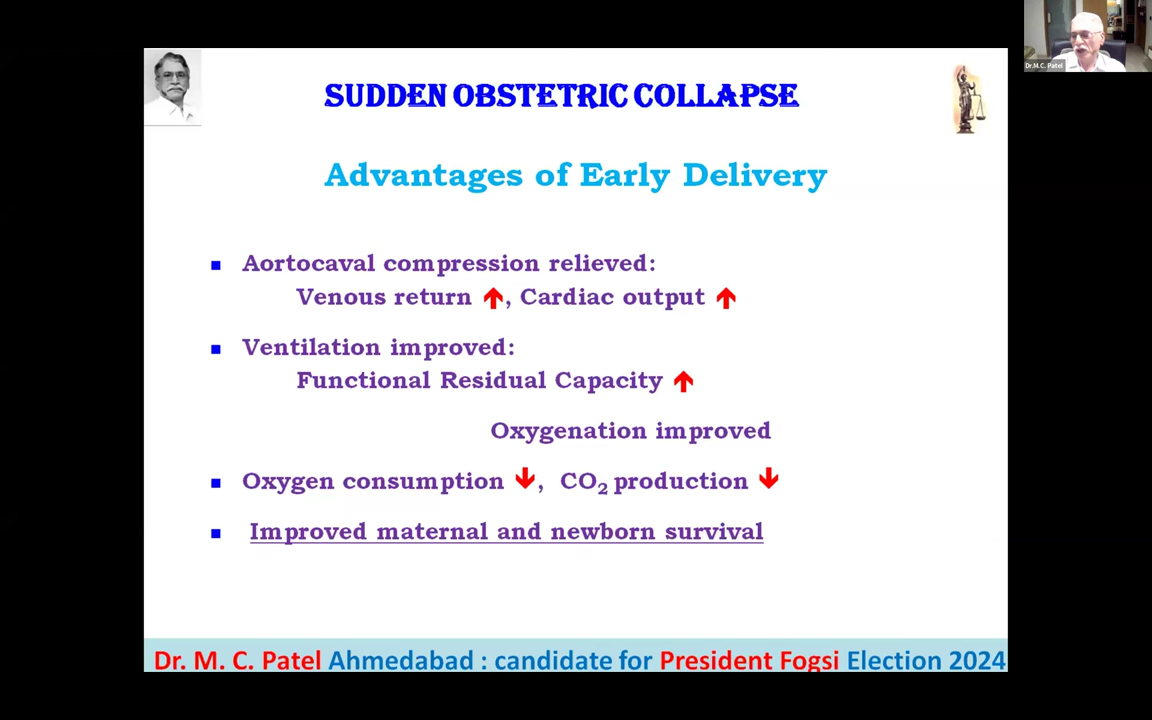 Dr.M.C. Patel
SUDDEN OBSTETRIC COLLAPSE
Advantages of Early Delivery
Aortocaval compression relieved:
Venous return ↑, Cardiac output ↑
Ventilation improved:
Functional Residual Capacity ↑
Oxygenation improved
Oxygen consumption ↓, CO₂ production ↓
Improved maternal and newborn survival
Dr. M. C. Patel Ahmedabad : candidate for President Fogsi Election 2024